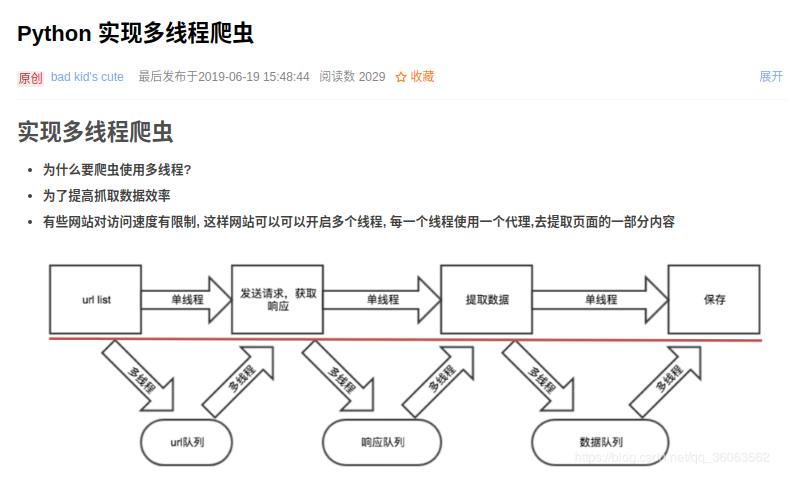 Python 实现多线程爬虫
原创 bad kid's cute 最后发布于2019-06-19 15:48:44 阅读数 2029 收藏 展开
实现多线程爬虫
为什么要爬虫使用多线程?
为了提高抓取数据效率
有些网站对访问速度有限制, 这样网站可以可以开启多个线程, 每一个线程使用一个代理,去提取页面的一部分内容
url list
单线程
发送请求，获取
响应
单线程
提取数据
单线程
保存
多线程
多线程
多线程
多线程
多线程
多线程
url队列
响应队列
数据队列
https://blog.csdn.net/qq_36063562